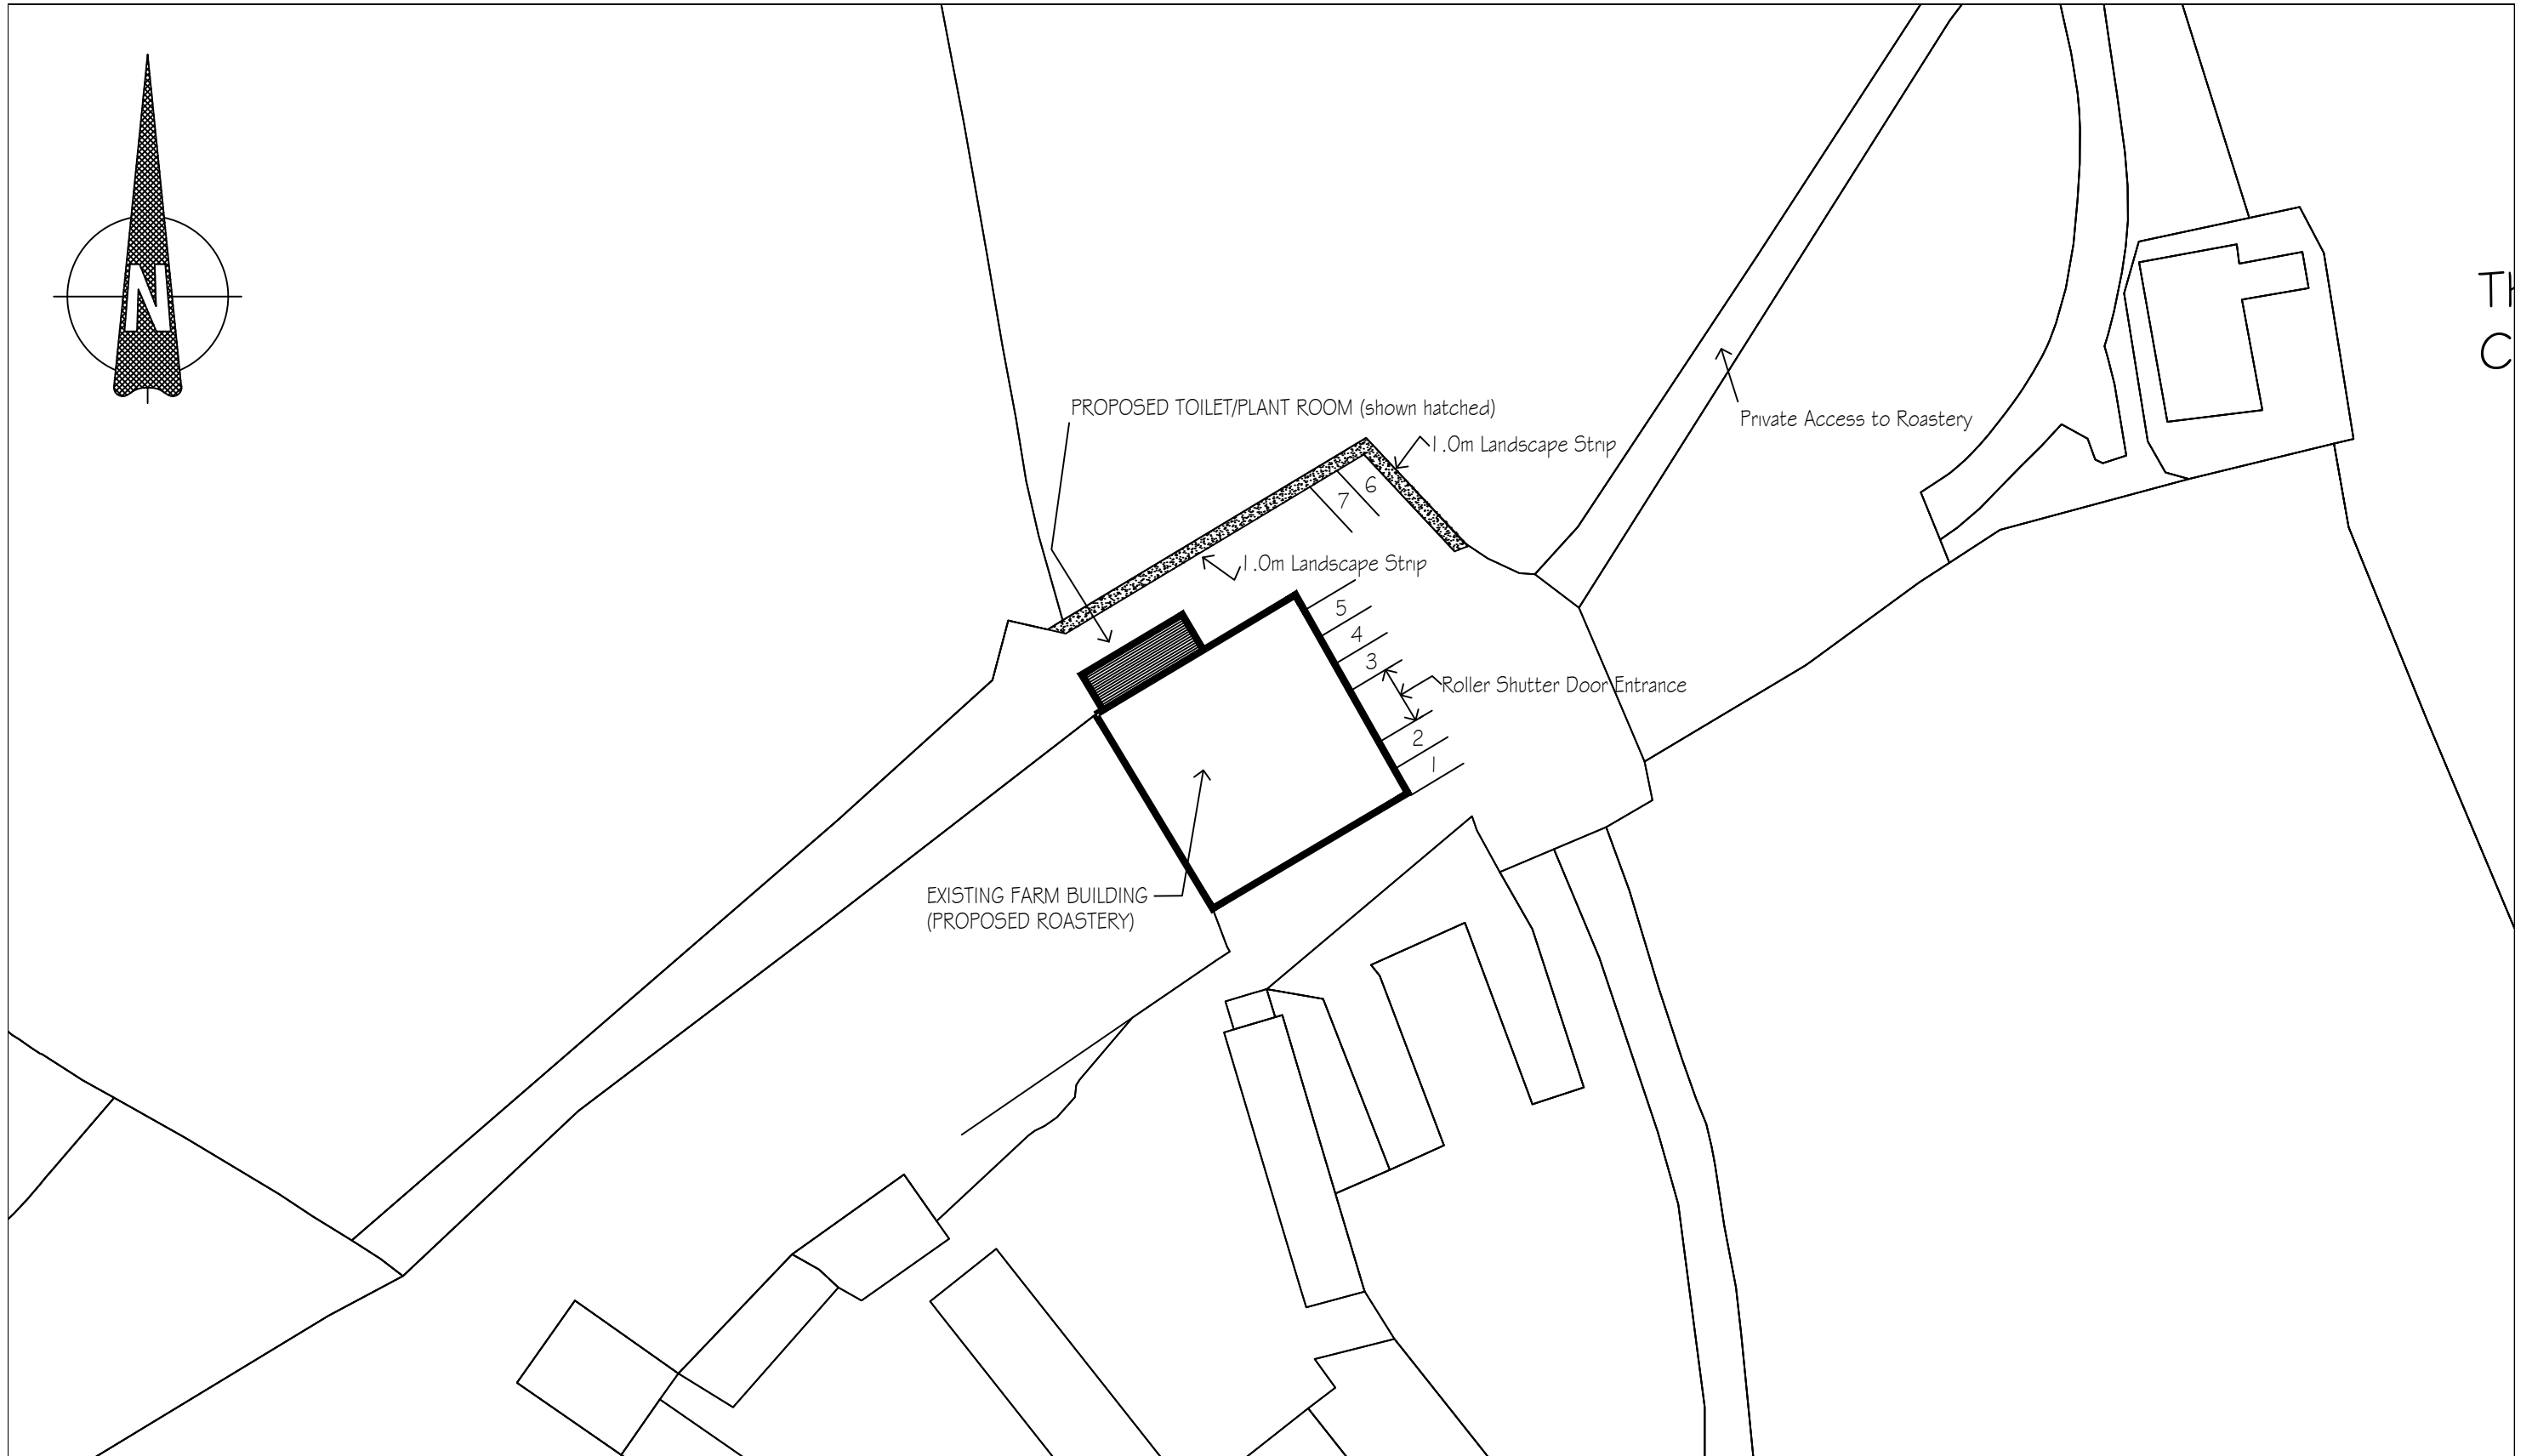 N
PROPOSED TOILET/PLANT ROOM (shown hatched)
1.0m Landscape Strip
Private Access to Roastery
6
7
1.0m Landscape Strip
5
4
3
Roller Shutter Door Entrance
2
1
EXISTING FARM BUILDING
(PROPOSED ROASTERY)